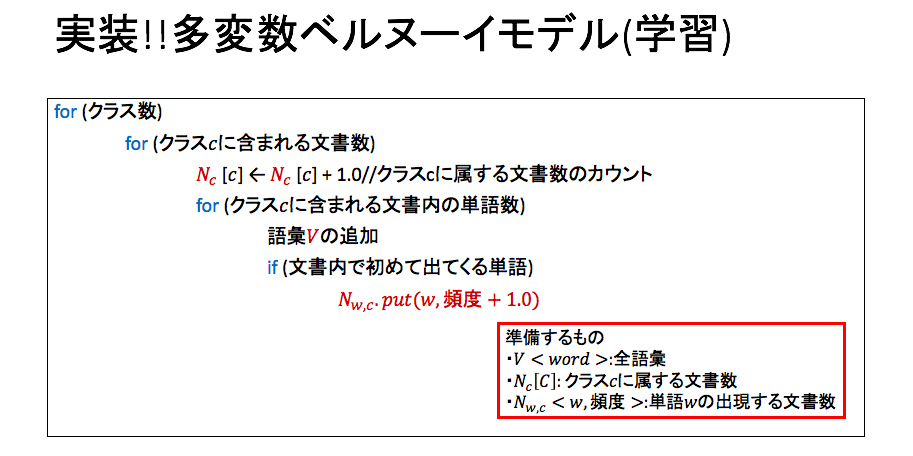 実装!!多変数ベルヌーイモデル(学習)
for (クラス数)
for (クラスcに含まれる文書数)
N_c [c] ← N_c [c] + 1.0//クラスcに属する文書数のカウント
for (クラスcに含まれる文書内の単語数)
語彙Vの追加
if (文書内で初めて出てくる単語)
N_{w,c}.put(w, 頻度 + 1.0)
準備するもの
・V < word >:全語彙
・N_c[C]: クラスcに属する文書数
・N_{w,c} < w, 頻度 >:単語wの出現する文書数